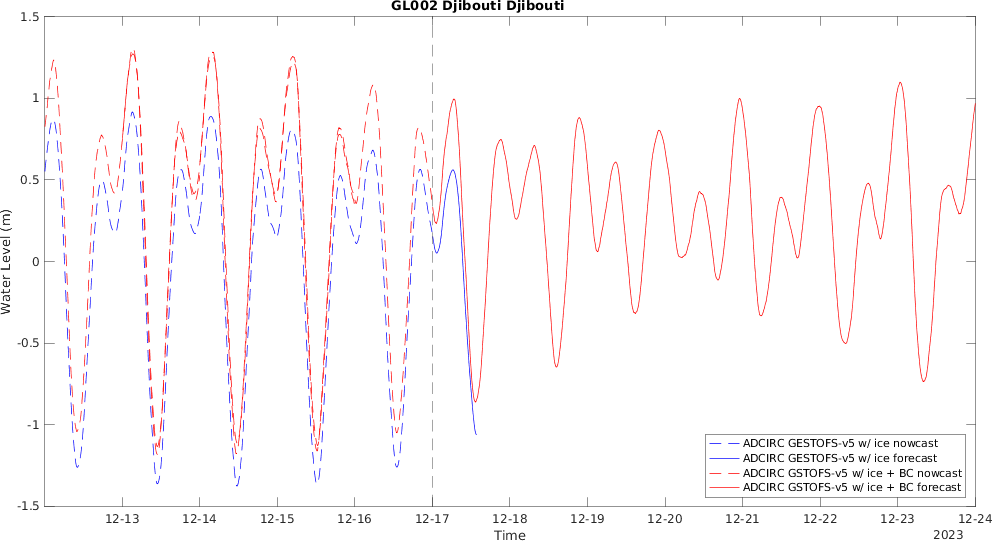 GL002 Djibouti Djibouti
1.5
1
0.5
0
-0.5
-1
-1.5
Water Level (m)
12-13 12-14 12-15 12-16 12-17 12-18 12-19 12-20 12-21 12-22 12-23 12-24
Time
2023
ADCIRC GESTOFS-v5 w/ ice nowcast
ADCIRC GESTOFS-v5 w/ ice forecast
ADCIRC GSTOFS-v5 w/ ice + BC nowcast
ADCIRC GSTOFS-v5 w/ ice + BC forecast